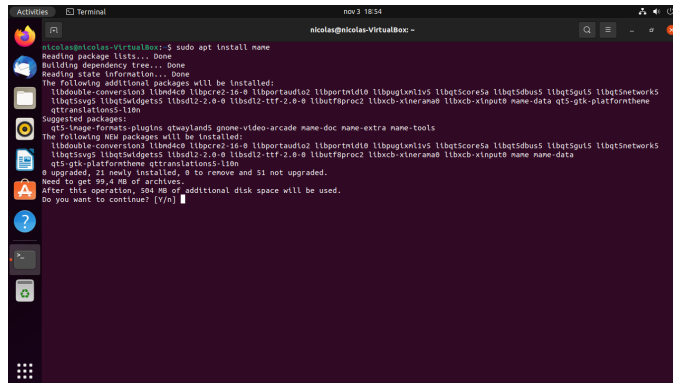 Activities
Terminal
nov 3 18:54
nicolas@nicolas-VirtualBox: ~
nicolas@nicolas-VirtualBox:~$ sudo apt install mame
Reading package lists... Done
Building dependency tree... Done
Reading state information... Done
The following additional packages will be installed:
libdouble-conversion3 libmd4c0 libpcre2-16-0 libportaudio2 libportmidi0 libpugixml1v5 libqt5core5a libqt5dbus5 libqt5gui5 libqt5network5
libqt5svg5 libqt5widgets5 libsdl2-2.0-0 libsdl2-ttf-2.0-0 libutf8proc2 libxcb-xinerama0 libxcb-xinput0 mame-data qt5-gtk-platformtheme
qttranslations5-l10n
Suggested packages:
qt5-image-formats-plugins qtwayland5 gnome-video-arcade mame-doc mame-extra mame-tools
The following NEW packages will be installed:
libdouble-conversion3 libmd4c0 libpcre2-16-0 libportaudio2 libportmidi0 libpugixml1v5 libqt5core5a libqt5dbus5 libqt5gui5 libqt5network5
libqt5svg5 libqt5widgets5 libsdl2-2.0-0 libsdl2-ttf-2.0-0 libutf8proc2 libxcb-xinerama0 libxcb-xinput0 mame mame-data
qt5-gtk-platformtheme qttranslations5-l10n
0 upgraded, 21 newly installed, 0 to remove and 51 not upgraded.
Need to get 99,4 MB of archives.
After this operation, 504 MB of additional disk space will be used.
Do you want to continue? [Y/n]